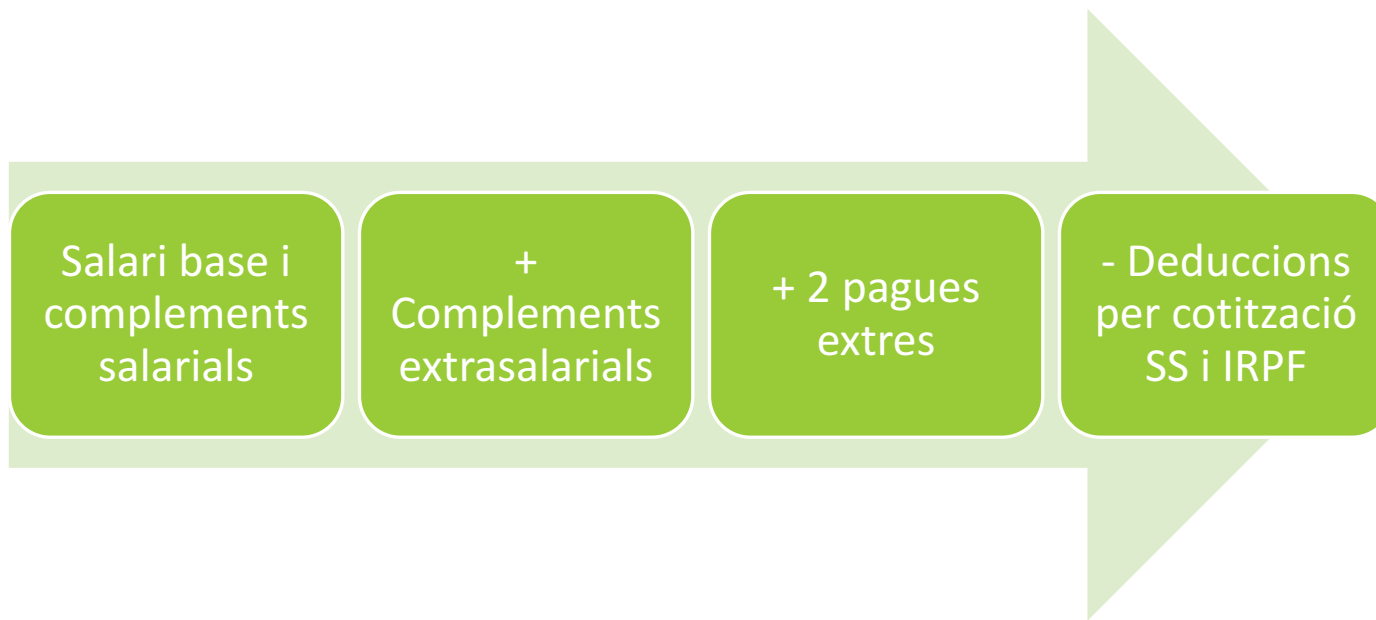 Salari base i
complements
salarials
+
Complements
extrasalarials
+ 2 pagues
extres
- Deduccions
per cotització
SS i IRPF